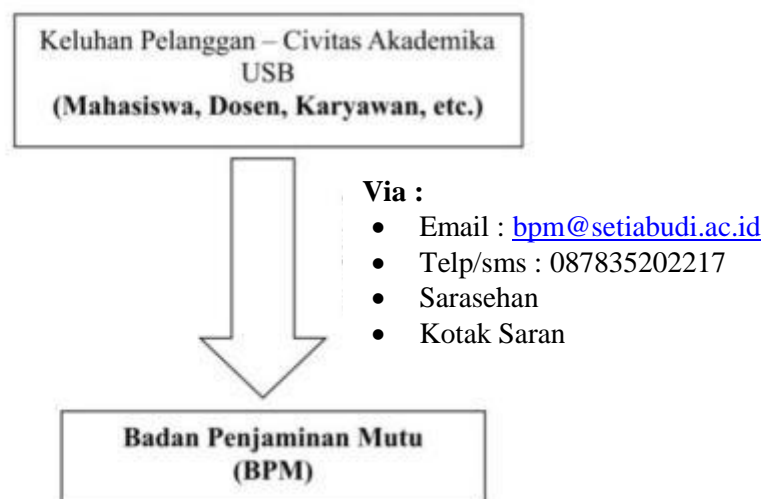 Keluhan Pelanggan – Civitas Akademika
USB
(Mahasiswa, Dosen, Karyawan, etc.)
Via :
• Email : bpm@setiabudi.ac.id
• Telp/sms : 087835202217
• Sarasehan
• Kotak Saran
Badan Penjaminan Mutu
(BPM)